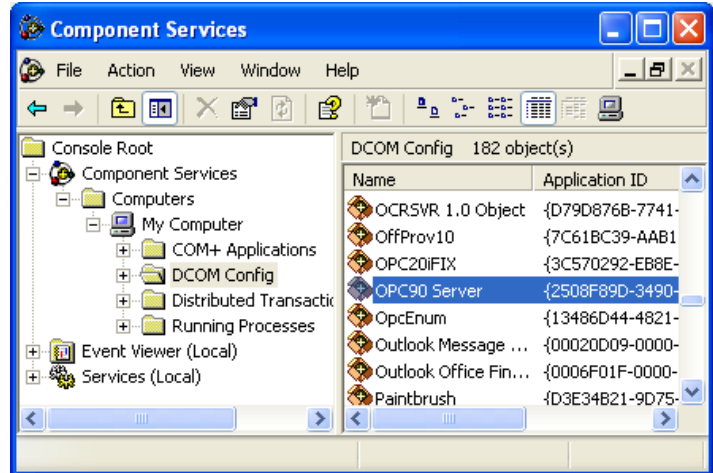 Component Services
File Action View Window Help
Console Root
Component Services
Computers
My Computer
COM+ Applications
DCOM Config
Distributed Transactic
Running Processes
Event Viewer (Local)
Services (Local)
DCOM Config 182 object(s)
Name Application ID
OCRSVR 1.0 Object {D79D876B-7741-
OffProv10 {7C61BC39-AAB1
OPC20iFIX {3C570292-EB8E-
OPC90 Server {2508F89D-3490-
OpcEnum {13486D44-4821-
Outlook Message ... {00020D09-0000-
Outlook Office Fin... {0006F01F-0000-
Paintbrush {D3E34B21-9D75-